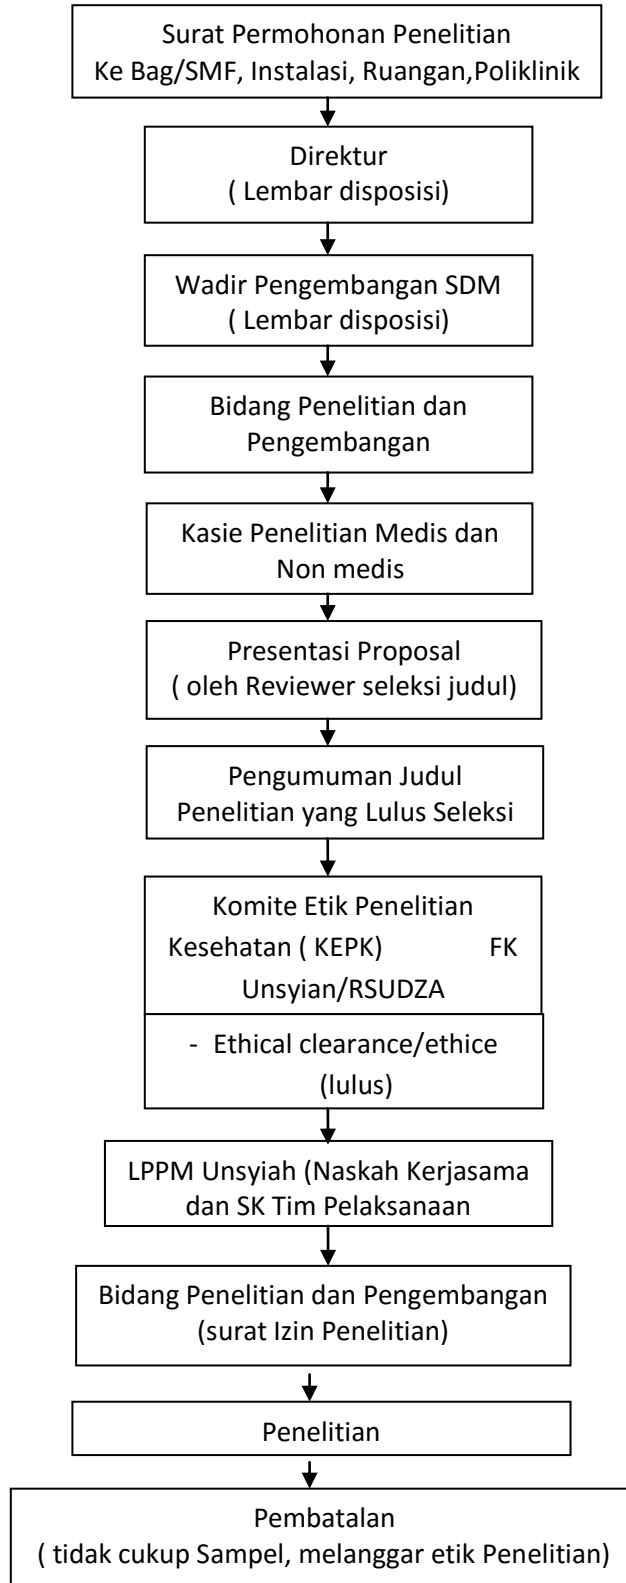 Surat Permohonan Penelitian
Ke Bag/SMF, Instalasi, Ruangan,Poliklinik
Direktur
( Lembar disposisi)
Wadir Pengembangan SDM
( Lembar disposisi)
Bidang Penelitian dan
Pengembangan
Kasie Penelitian Medis dan
Non medis
Presentasi Proposal
( oleh Reviewer seleksi judul)
Pengumuman Judul
Penelitian yang Lulus Seleksi
Komite Etik Penelitian
Kesehatan ( KEPK) FK
Unsyian/RSUDZA
- Ethical clearance/ethice
(lulus)
LPPM Unsyiah (Naskah Kerjasama
dan SK Tim Pelaksanaan
Bidang Penelitian dan Pengembangan
(surat Izin Penelitian)
Penelitian
Pembatalan
( tidak cukup Sampel, melanggar etik Penelitian)